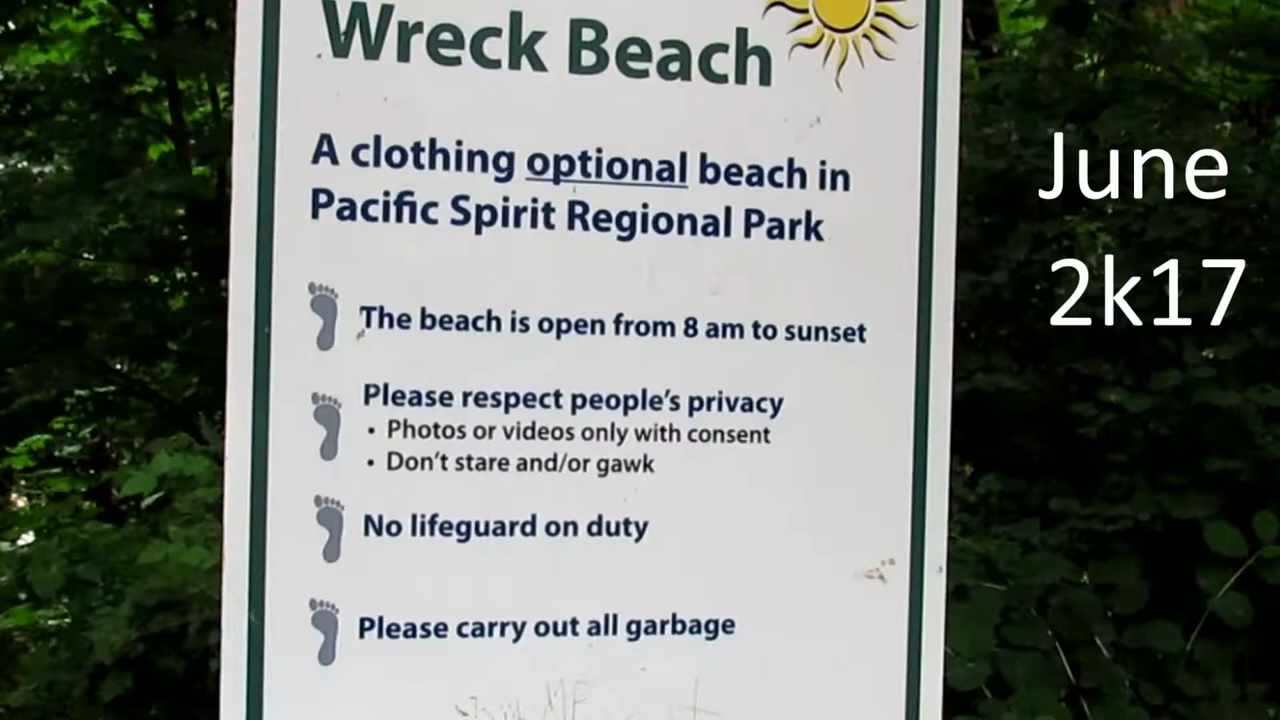 Wreck Beach
A clothing optional beach in
Pacific Spirit Regional Park
The beach is open from 8 am to sunset
Please respect people's privacy
• Photos or videos only with consent
• Don't stare and/or gawk
No lifeguard on duty
Please carry out all garbage
June
2k17